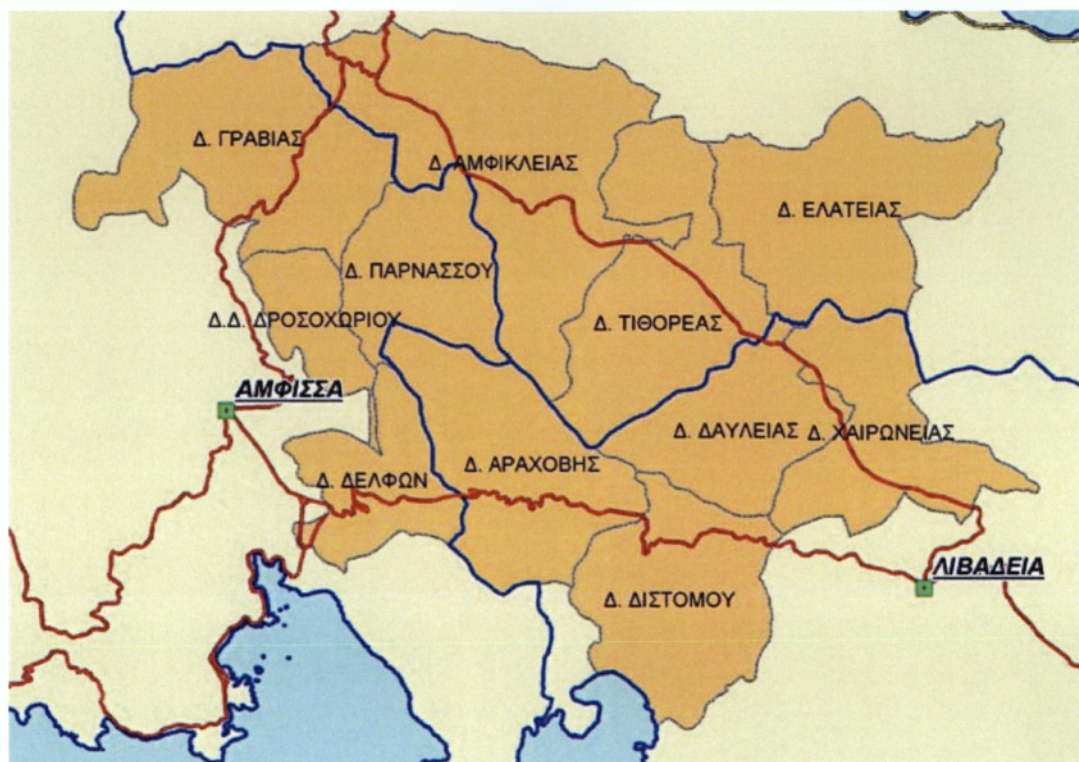 Δ. ΓΡΑΒΙΑΣ
Δ. ΑΜΦΙΚΛΕΙΑΣ
Δ. ΕΛΑΤΕΙΑΣ
Δ. ΠΑΡΝΑΣΣΟΥ
Δ.Δ. ΔΡΟΣΟΧΩΡΙΟΥ
Δ. ΤΙΘΟΡΕΑΣ
ΑΜΦΙΣΣΑ
Δ. ΔΑΥΛΕΙΑΣ
Δ. ΧΑΙΡΩΝΕΙΑΣ
Δ. ΑΡΑΧΟΒΗΣ
Δ. ΔΕΛΦΩΝ
ΛΙΒΑΔΕΙΑ
Δ. ΔΙΣΤΟΜΟΥ